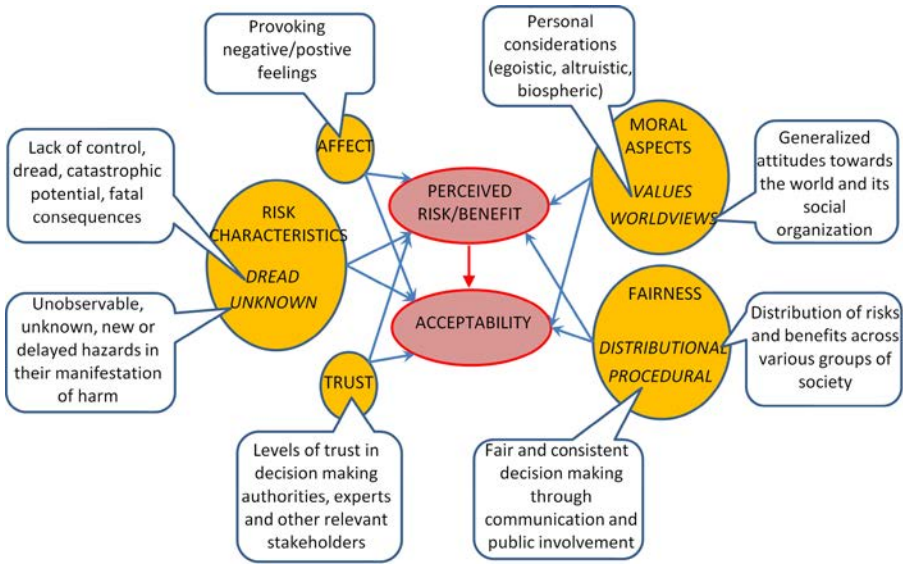 Provoking
negative/postive
feelings
Personal
considerations
(egoistic, altruistic,
biospheric)
AFFECT
MORAL
ASPECTS
VALUES
WORLDVIEWS
Generalized
attitudes towards
the world and its
social
organization
Lack of control,
dread, catastrophic
potential, fatal
consequences
PERCEIVED
RISK/BENEFIT
RISK
CHARACTERISTICS
DREAD
UNKNOWN
Unobservable,
unknown, new or
delayed hazards in
their manifestation
of harm
ACCEPTABILITY
FAIRNESS
DISTRIBUTIONAL
PROCEDURAL
Distribution of risks
and benefits across
various groups of
society
TRUST
Levels of trust in
decision making
authorities, experts
and other relevant
stakeholders
Fair and consistent
decision making
through
communication and
public involvement